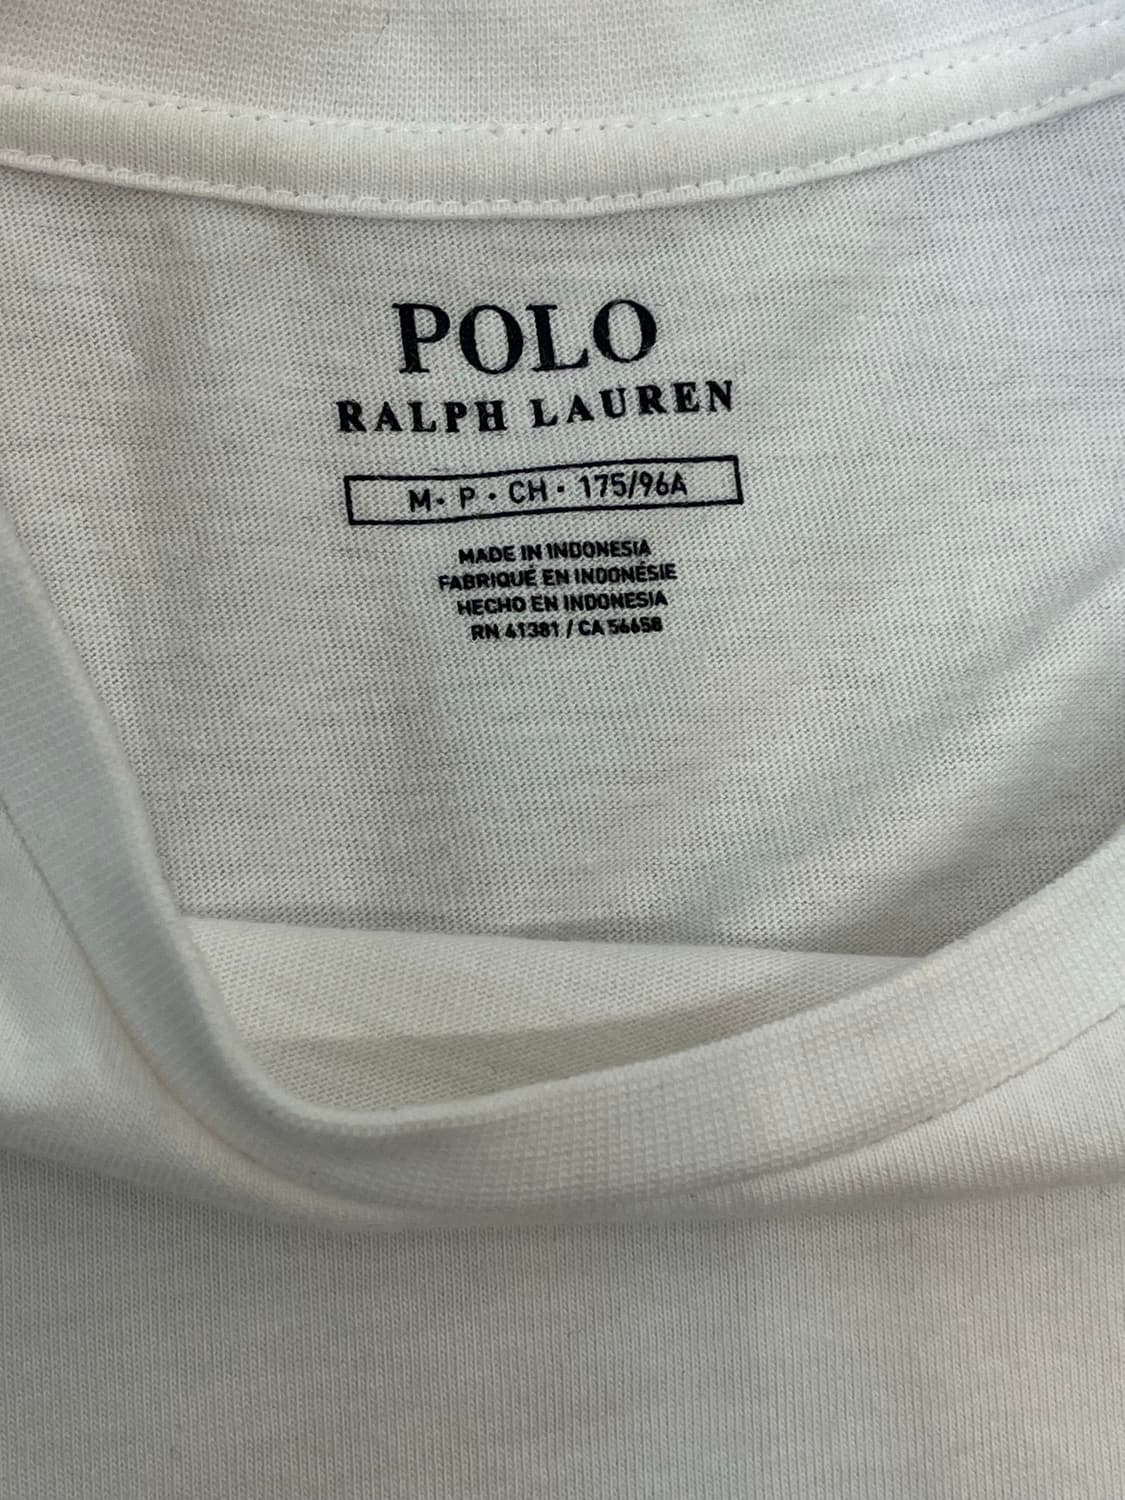 POLO
RALPH LAUREN
M · P · CH · 175/96A
MADE IN INDONESIA
FABRIQUÉ EN INDONÉSIE
HECHO EN INDONESIA
RN 41381 / CA 56658